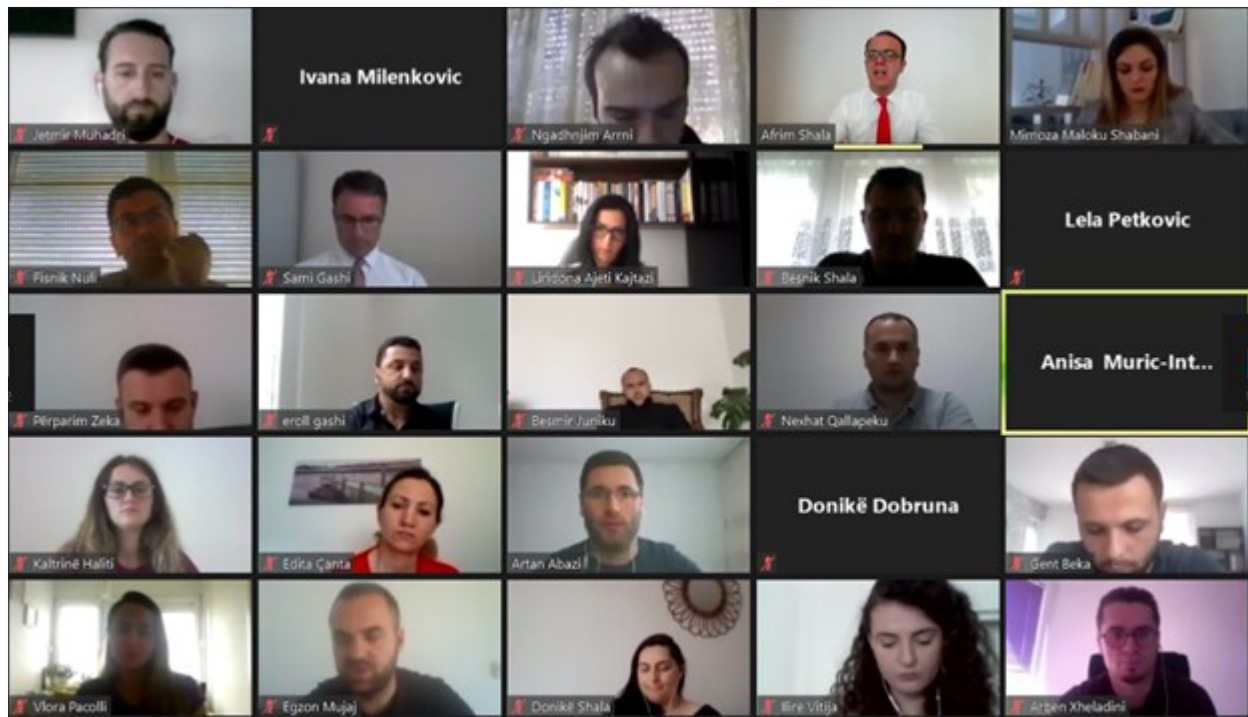 Jetmir Muhadri
Ivana Milenkovic
Ngadhnjim Arrni
Afrim Shala
Mimoza Maloku Shabani
Fisnik Nuli
Sami Gashi
Liridona Ajeti Kajtazi
Besnik Shala
Lela Petkovic
Përparim Zeka
eroll gashi
Besmir Juniku
Nexhat Qallapeku
Anisa Muric-Int...
Kaltrinë Haliti
Edita Çanta
Artan Abazi
Donikë Dobruna
Gent Beka
Vlora Pacolli
Egzon Mujaj
Donikë Shala
Ilire Vitija
Arben Xheladini